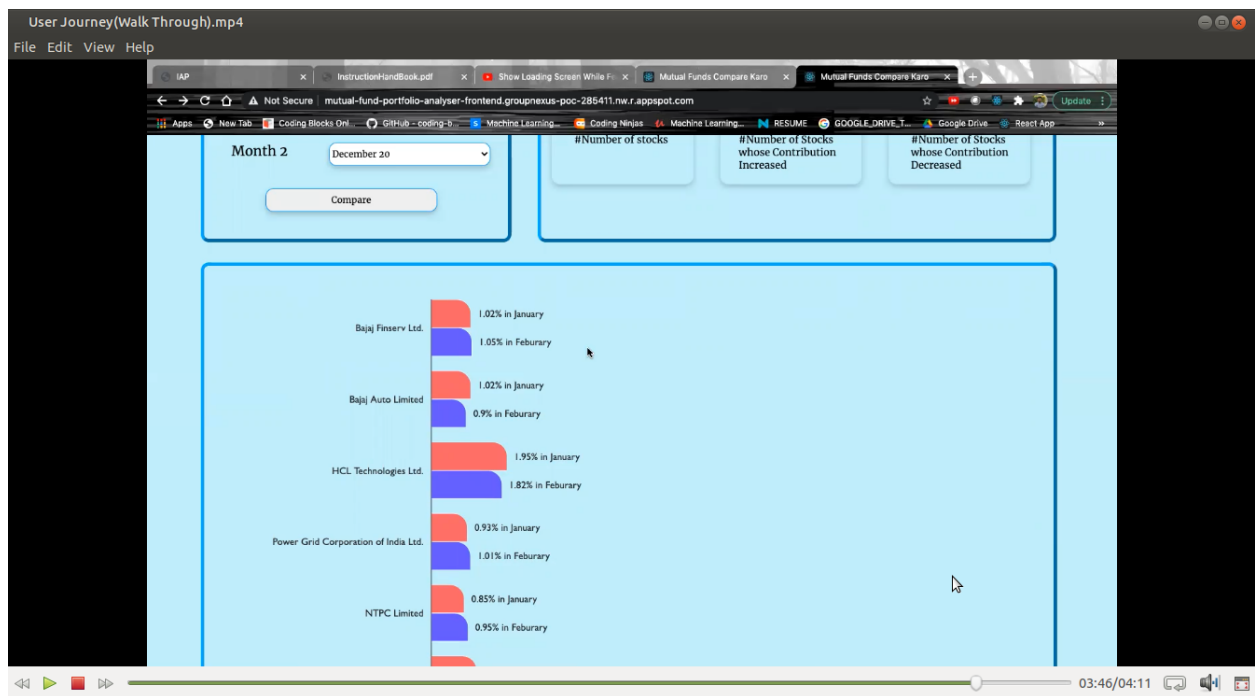 User Journey(Walk Through).mp4
File Edit View Help
IAP
InstructionHandBook.pdf
Show Loading Screen While Fe
Mutual Funds Compare Karo
Mutual Funds Compare Karo
Not Secure mutual-fund-portfolio-analyser-frontend.groupnexus-poc-285411.nw.r.appspot.com
Update
Apps New Tab Coding Blocks Onl... GitHub - coding-b... Machine Learning... Coding Ninjas Machine Learning... RESUME GOOGLE_DRIVE_T... Google Drive React App »
Month 2
December 20
Compare
#Number of stocks
#Number of Stocks
whose Contribution
Increased
#Number of Stocks
whose Contribution
Decreased
Bajaj Finserv Ltd.
1.02% in January
1.05% in Feburary
Bajaj Auto Limited
1.02% in January
0.9% in Feburary
HCL Technologies Ltd.
1.95% in January
1.82% in Feburary
Power Grid Corporation of India Ltd.
0.93% in January
1.01% in Feburary
NTPC Limited
0.85% in January
0.95% in Feburary
03:46/04:11